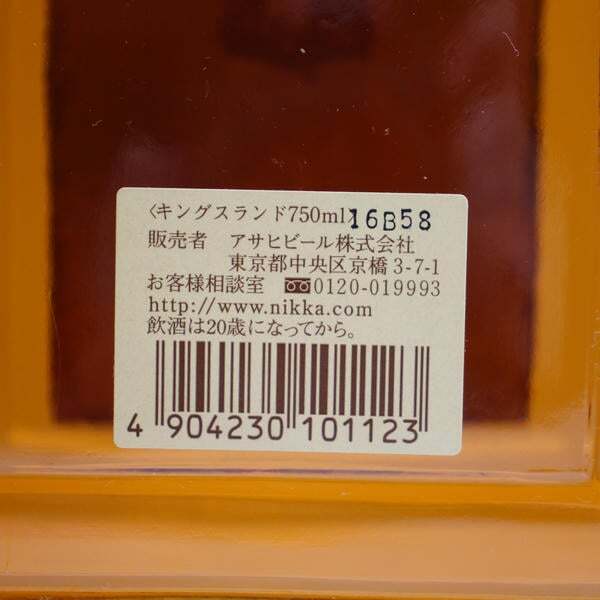 〈キングスランド750ml〉16B58
販売者 アサヒビール株式会社
東京都中央区京橋3-7-1
お客様相談室 0120-019993
http://www.nikka.com
飲酒は20歳になってから。
4 904230 101123